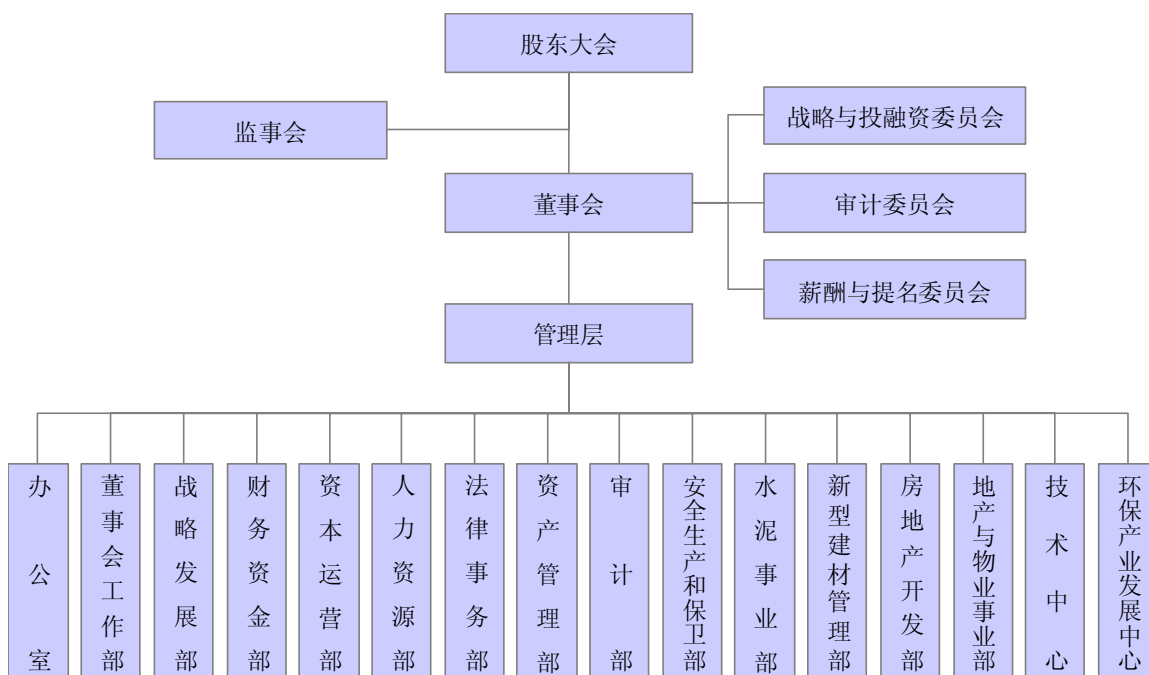 股东大会
监事会
战略与投融资委员会
董事会
审计委员会
薪酬与提名委员会
管理层
办公室
董事会工作部
战略发展部
财务资金部
资本运营部
人力资源部
法律事务部
资产管理部
审计部
安全生产和保卫部
水泥事业部
新型建材管理部
房地产开发部
地产与物业事业部
技术中心
环保产业发展中心